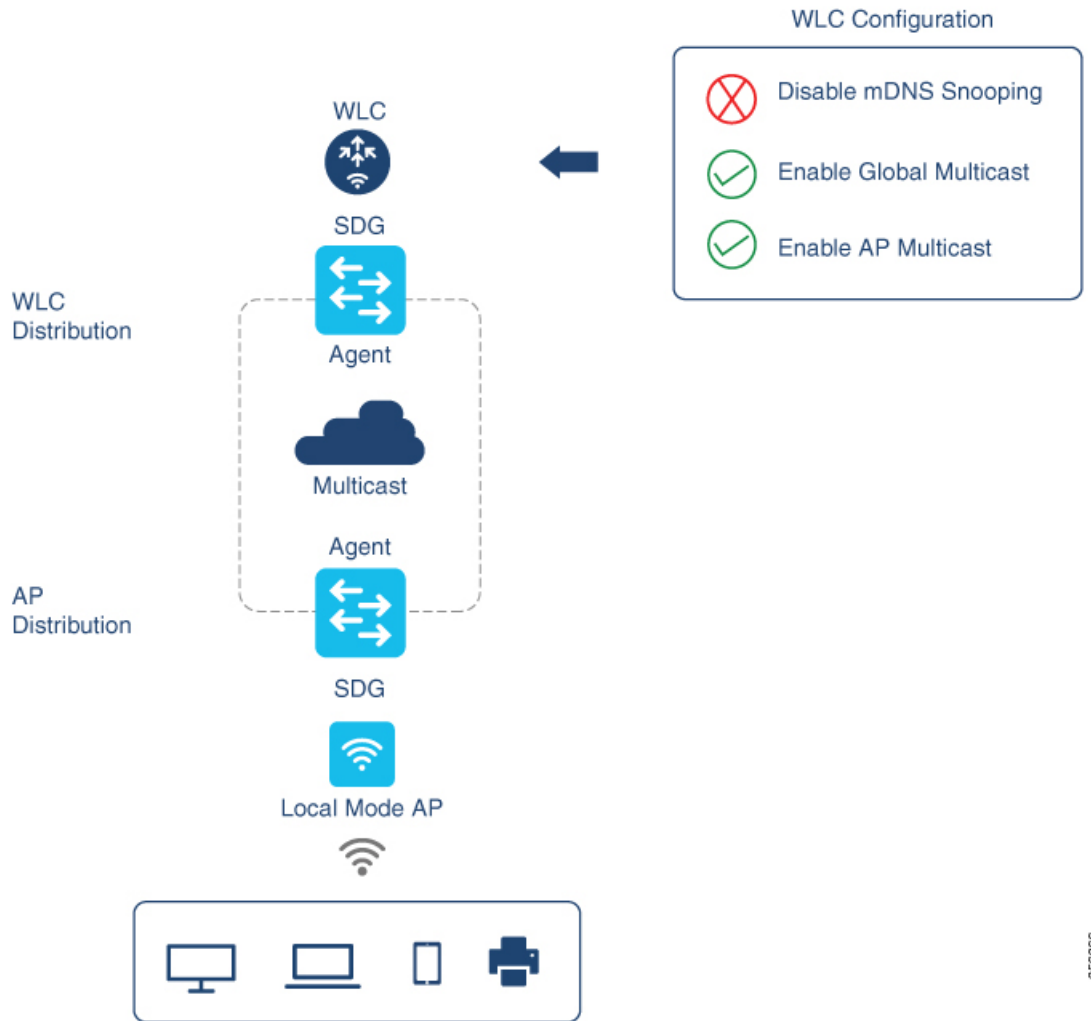 WLC Configuration
Disable mDNS Snooping
Enable Global Multicast
Enable AP Multicast
WLC
SDG
WLC
Distribution
Agent
Multicast
Agent
AP
Distribution
SDG
Local Mode AP